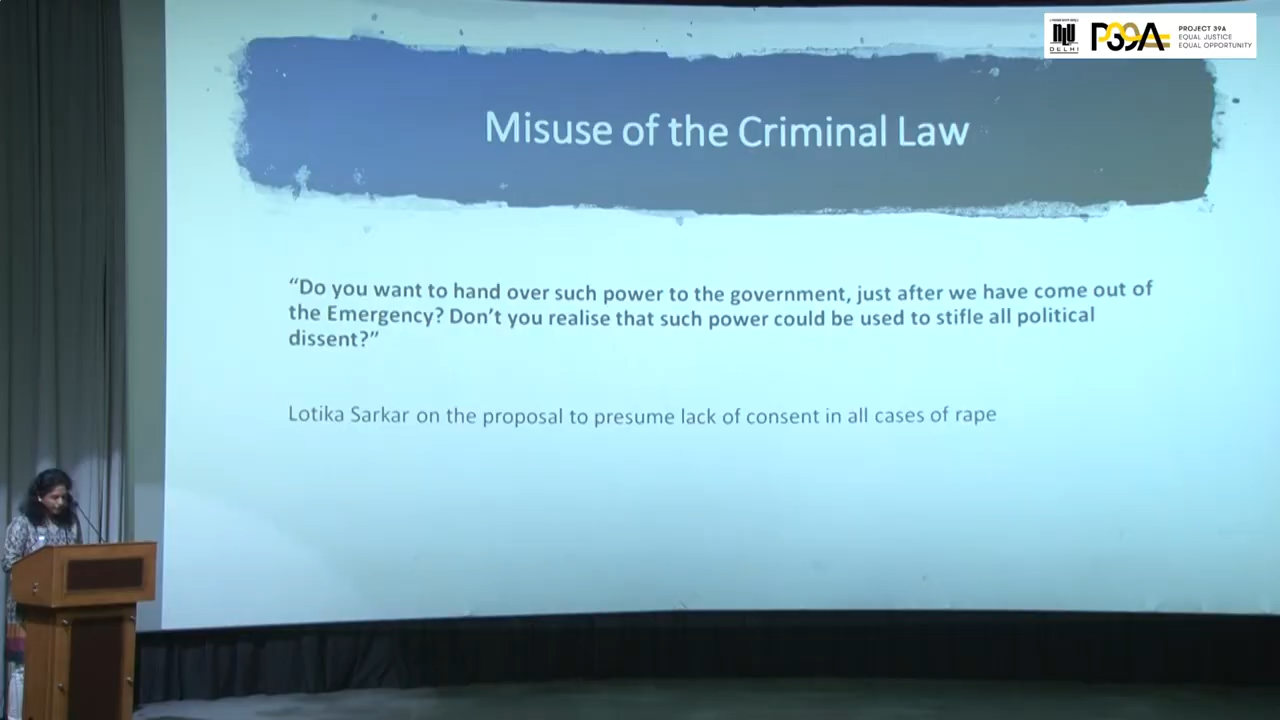 DELHI
P39A
PROJECT 39A
EQUAL JUSTICE
EQUAL OPPORTUNITY
Misuse of the Criminal Law
“Do you want to hand over such power to the government, just after we have come out of
the Emergency? Don’t you realise that such power could be used to stifle all political
dissent?”
Lotika Sarkar on the proposal to presume lack of consent in all cases of rape